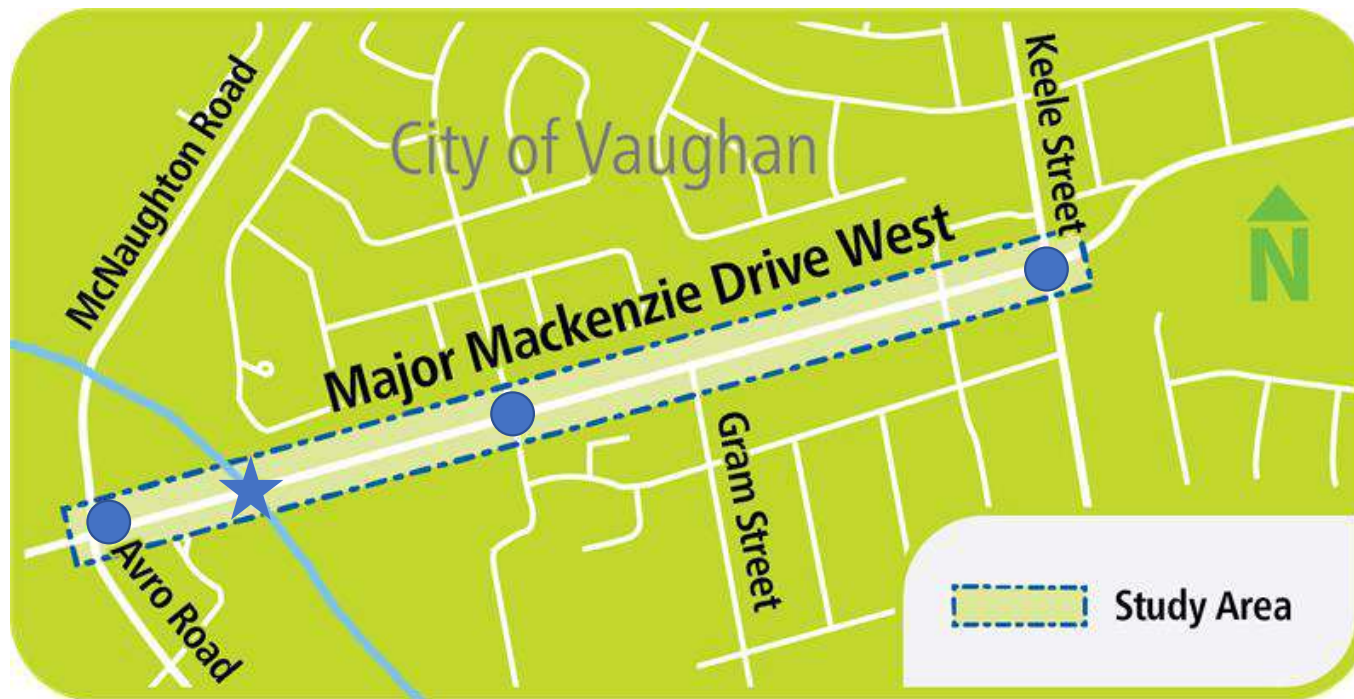 McNaughton Road
City of Vaughan
Keele Street
Major Mackenzie Drive West
N
Gram Street
Avro Road
Study Area